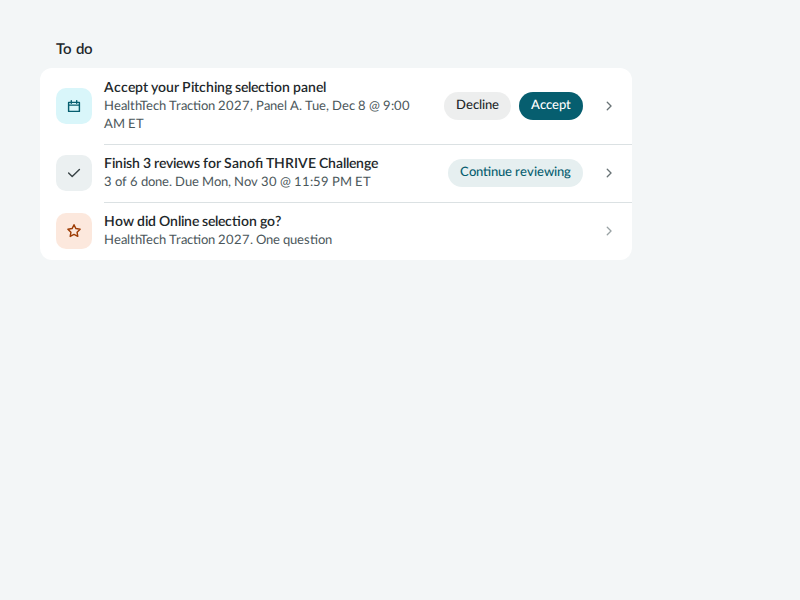 To do
Accept your Pitching selection panel
HealthTech Traction 2027, Panel A. Tue, Dec 8 @ 9:00
AM ET
Decline
Accept
Finish 3 reviews for Sanofi THRIVE Challenge
3 of 6 done. Due Mon, Nov 30 @ 11:59 PM ET
Continue reviewing
How did Online selection go?
HealthTech Traction 2027. One question